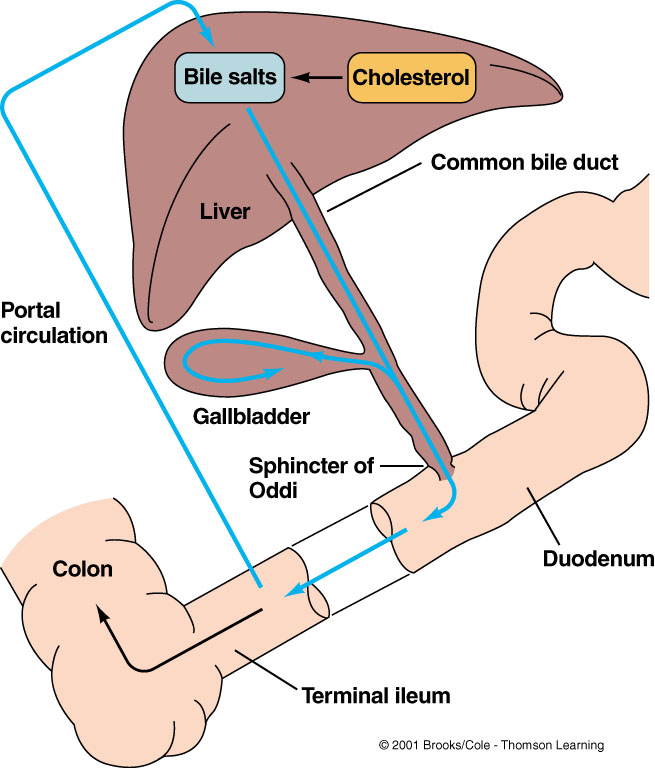 Bile salts
Cholesterol
Common bile duct
Liver
Portal
circulation
Gallbladder
Sphincter of
Oddi
Duodenum
Colon
Terminal ileum
© 2001 Brooks/Cole - Thomson Learning